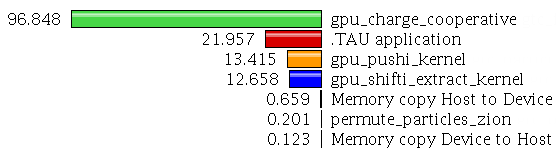 96.848 gpu_charge_cooperative
21.957 .TAU application
13.415 gpu_pushi_kernel
12.658 gpu_shifti_extract_kernel
0.659 Memory copy Host to Device
0.201 permute_particles_zion
0.123 Memory copy Device to Host